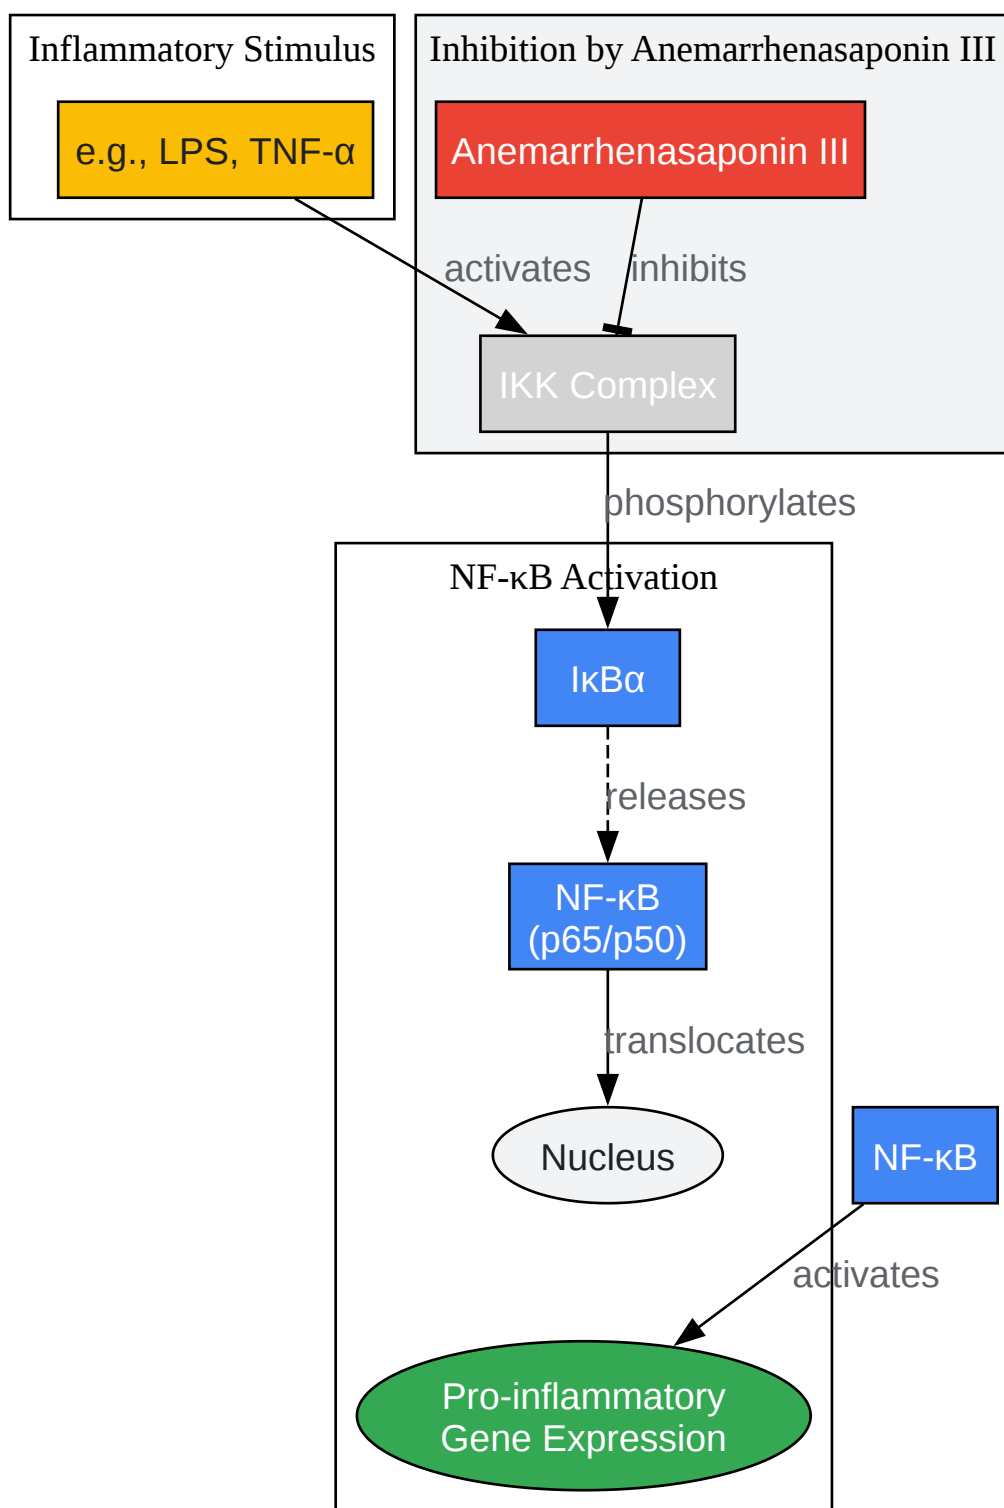 Inflammatory Stimulus
Inhibition by Anemarrhenasaponin III
e.g., LPS, TNF-α
Anemarrhenasaponin III
activates
inhibits
IKK Complex
phosphorylates
NF-κB Activation
IκBα
releases
NF-κB
(p65/p50)
translocates
Nucleus
NF-κB
activates
Pro-inflammatory
Gene Expression